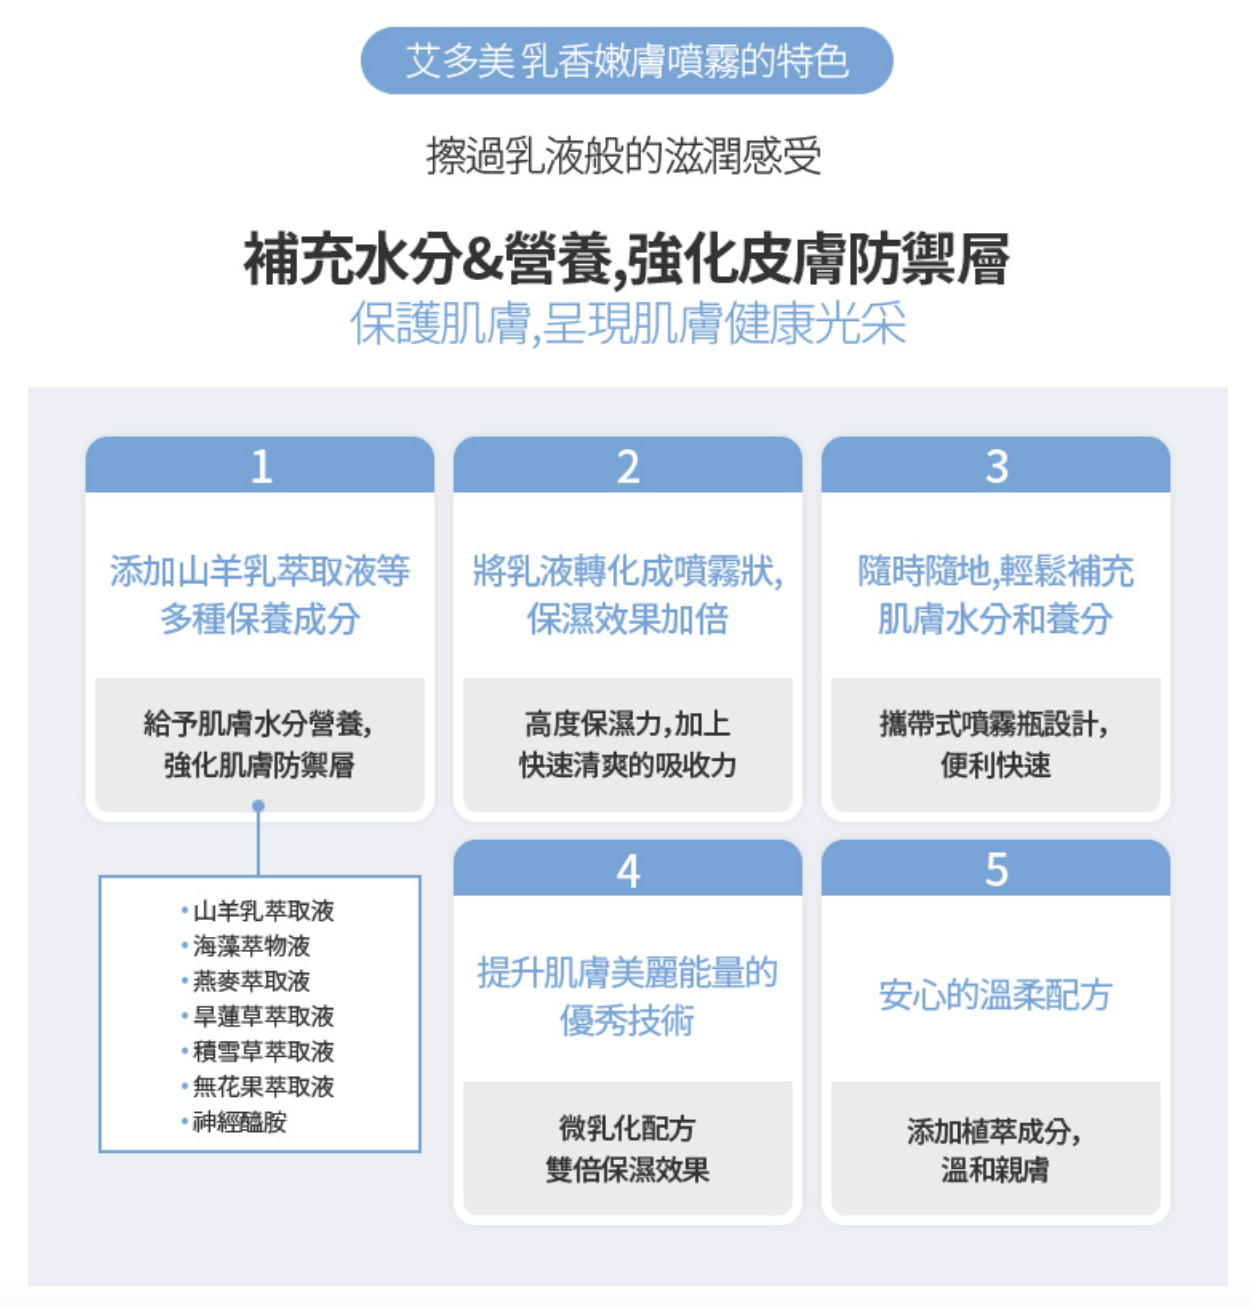 艾多美 乳香嫩膚噴霧的特色
擦過乳液般的滋潤感受
補充水分&營養,強化皮膚防禦層
保護肌膚,呈現肌膚健康光采
1
添加山羊乳萃取液等
多種保養成分
給予肌膚水分營養,
強化肌膚防禦層
•山羊乳萃取液
•海藻萃物液
•燕麥萃取液
•旱蓮草萃取液
•積雪草萃取液
•無花果萃取液
•神經醯胺
2
將乳液轉化成噴霧狀,
保濕效果加倍
高度保濕力,加上
快速清爽的吸收力
3
隨時隨地,輕鬆補充
肌膚水分和養分
攜帶式噴霧瓶設計,
便利快速
4
提升肌膚美麗能量的
優秀技術
微乳化配方
雙倍保濕效果
5
安心的溫柔配方
添加植萃成分,
溫和親膚